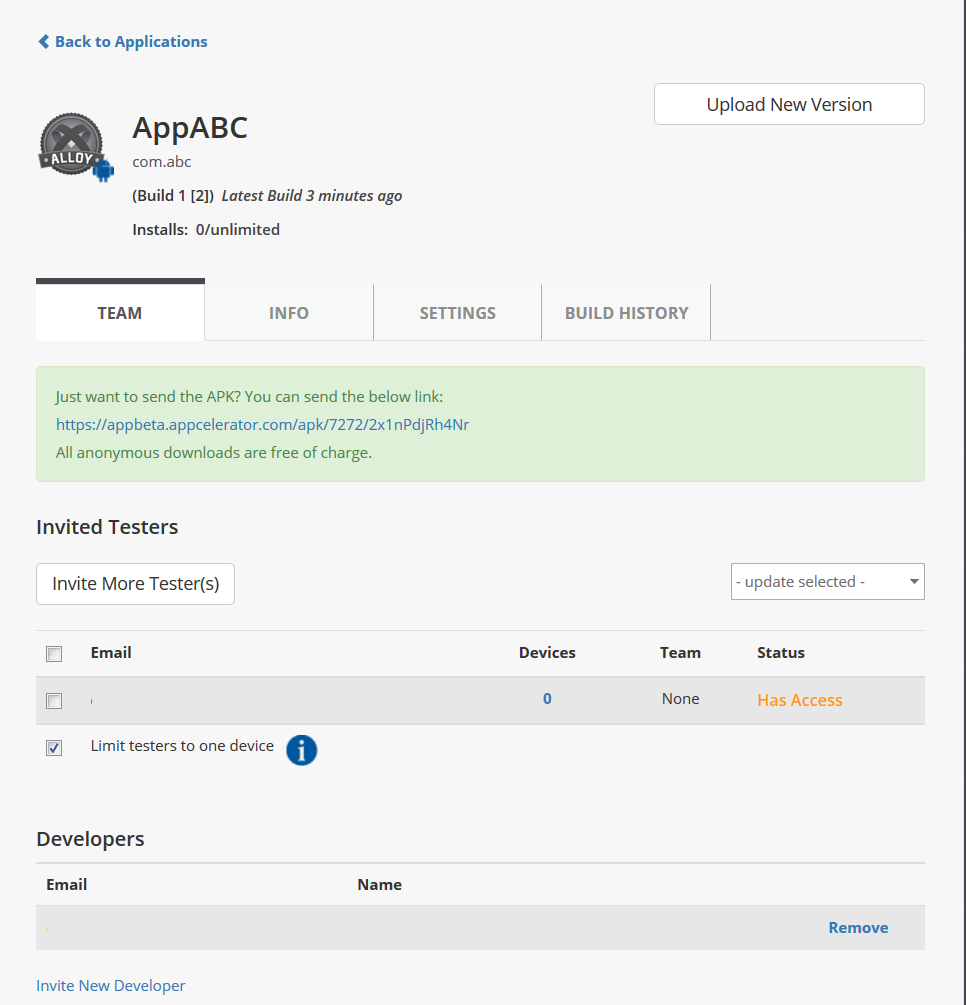 Back to Applications
Upload New Version
ALLOY
AppABC
com.abc
(Build 1 [2]) Latest Build 3 minutes ago
Installs: 0/unlimited
TEAM INFO SETTINGS BUILD HISTORY
Just want to send the APK? You can send the below link:
https://appbeta.appcelerator.com/apk/7272/2x1nPdjRh4Nr
All anonymous downloads are free of charge.
Invited Testers
Invite More Tester(s) - update selected -
Email Devices Team Status
0 None Has Access
Limit testers to one device i
Developers
Email Name
Remove
Invite New Developer